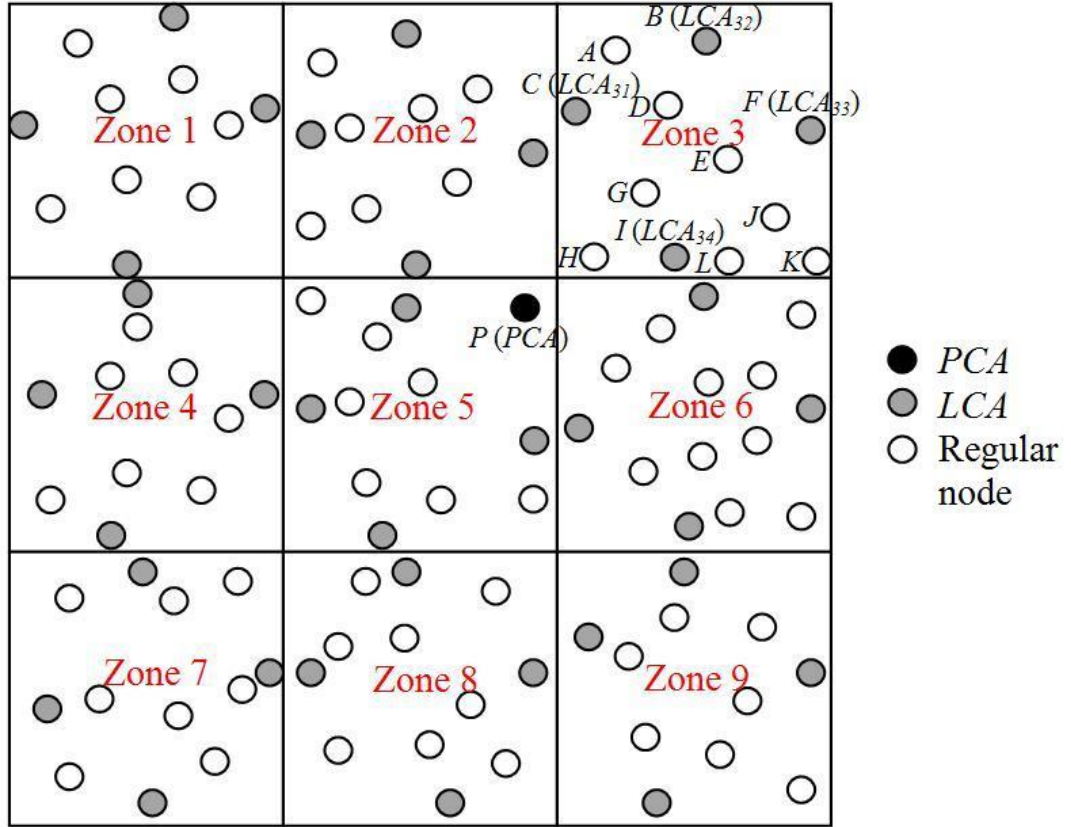 B (LCA₃₂)
A
C (LCA₃₁)
D
F (LCA₃₃)
Zone 1
Zone 2
Zone 3
E
G
J
I (LCA₃₄)
H
L
K
P (PCA)
Zone 4
Zone 5
Zone 6
PCA
LCA
Regular
node
Zone 7
Zone 8
Zone 9